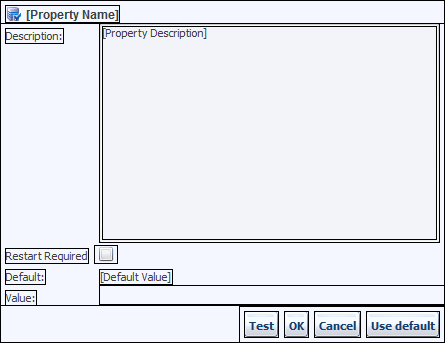 [Property Name]
Description:
[Property Description]
Restart Required
Default:
[Default Value]
Value:
Test
OK
Cancel
Use default